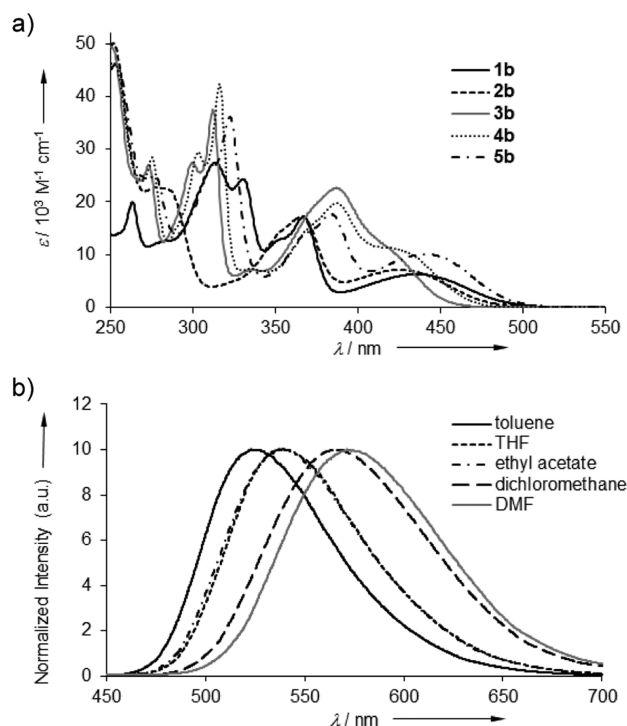 a)
ε / 10³ M⁻¹ cm⁻¹
50
40
30
20
10
0
1b
2b
3b
4b
5b
250 300 350 400 450 500 550
λ / nm
b)
Normalized Intensity (a.u.)
12
10
8
6
4
2
0
toluene
THF
ethyl acetate
dichloromethane
DMF
450 500 550 600 650 700
λ / nm